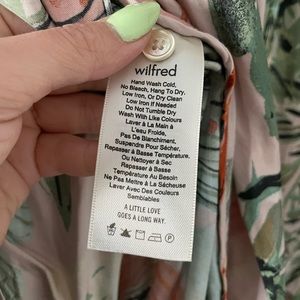 wilfred
Hand Wash Cold,
No Bleach, Hang To Dry,
Low Iron, Or Dry Clean
Low Iron If Needed
Do Not Tumble Dry
Wash With Like Colours
Laver À La Main À
L'eau Froide,
Pas De Blanchiment,
Suspendre Pour Sécher,
Repasser À Basse Température,
Ou Nettoyer À Sec
Repasser À Basse
Température Au Besoin
Ne Pas Mettre À La Sécheuse
Laver Avec Des Couleurs
Semblables
A LITTLE LOVE
GOES A LONG WAY.